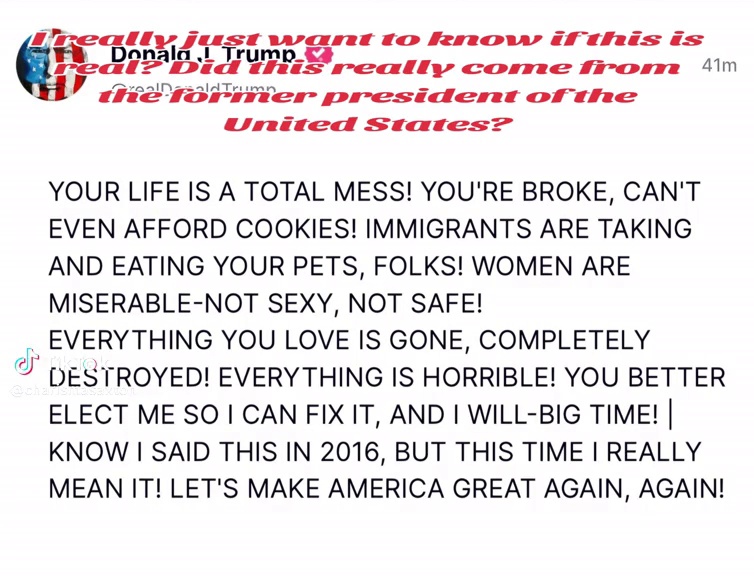 I really just want to know if this is
real? Did this really come from
the former president of the
United States?
Donald J. Trump
@realDonaldTrump
41m
YOUR LIFE IS A TOTAL MESS! YOU'RE BROKE, CAN'T
EVEN AFFORD COOKIES! IMMIGRANTS ARE TAKING
AND EATING YOUR PETS, FOLKS! WOMEN ARE
MISERABLE-NOT SEXY, NOT SAFE!
EVERYTHING YOU LOVE IS GONE, COMPLETELY
DESTROYED! EVERYTHING IS HORRIBLE! YOU BETTER
ELECT ME SO I CAN FIX IT, AND I WILL-BIG TIME! |
KNOW I SAID THIS IN 2016, BUT THIS TIME I REALLY
MEAN IT! LET'S MAKE AMERICA GREAT AGAIN, AGAIN!
TikTok